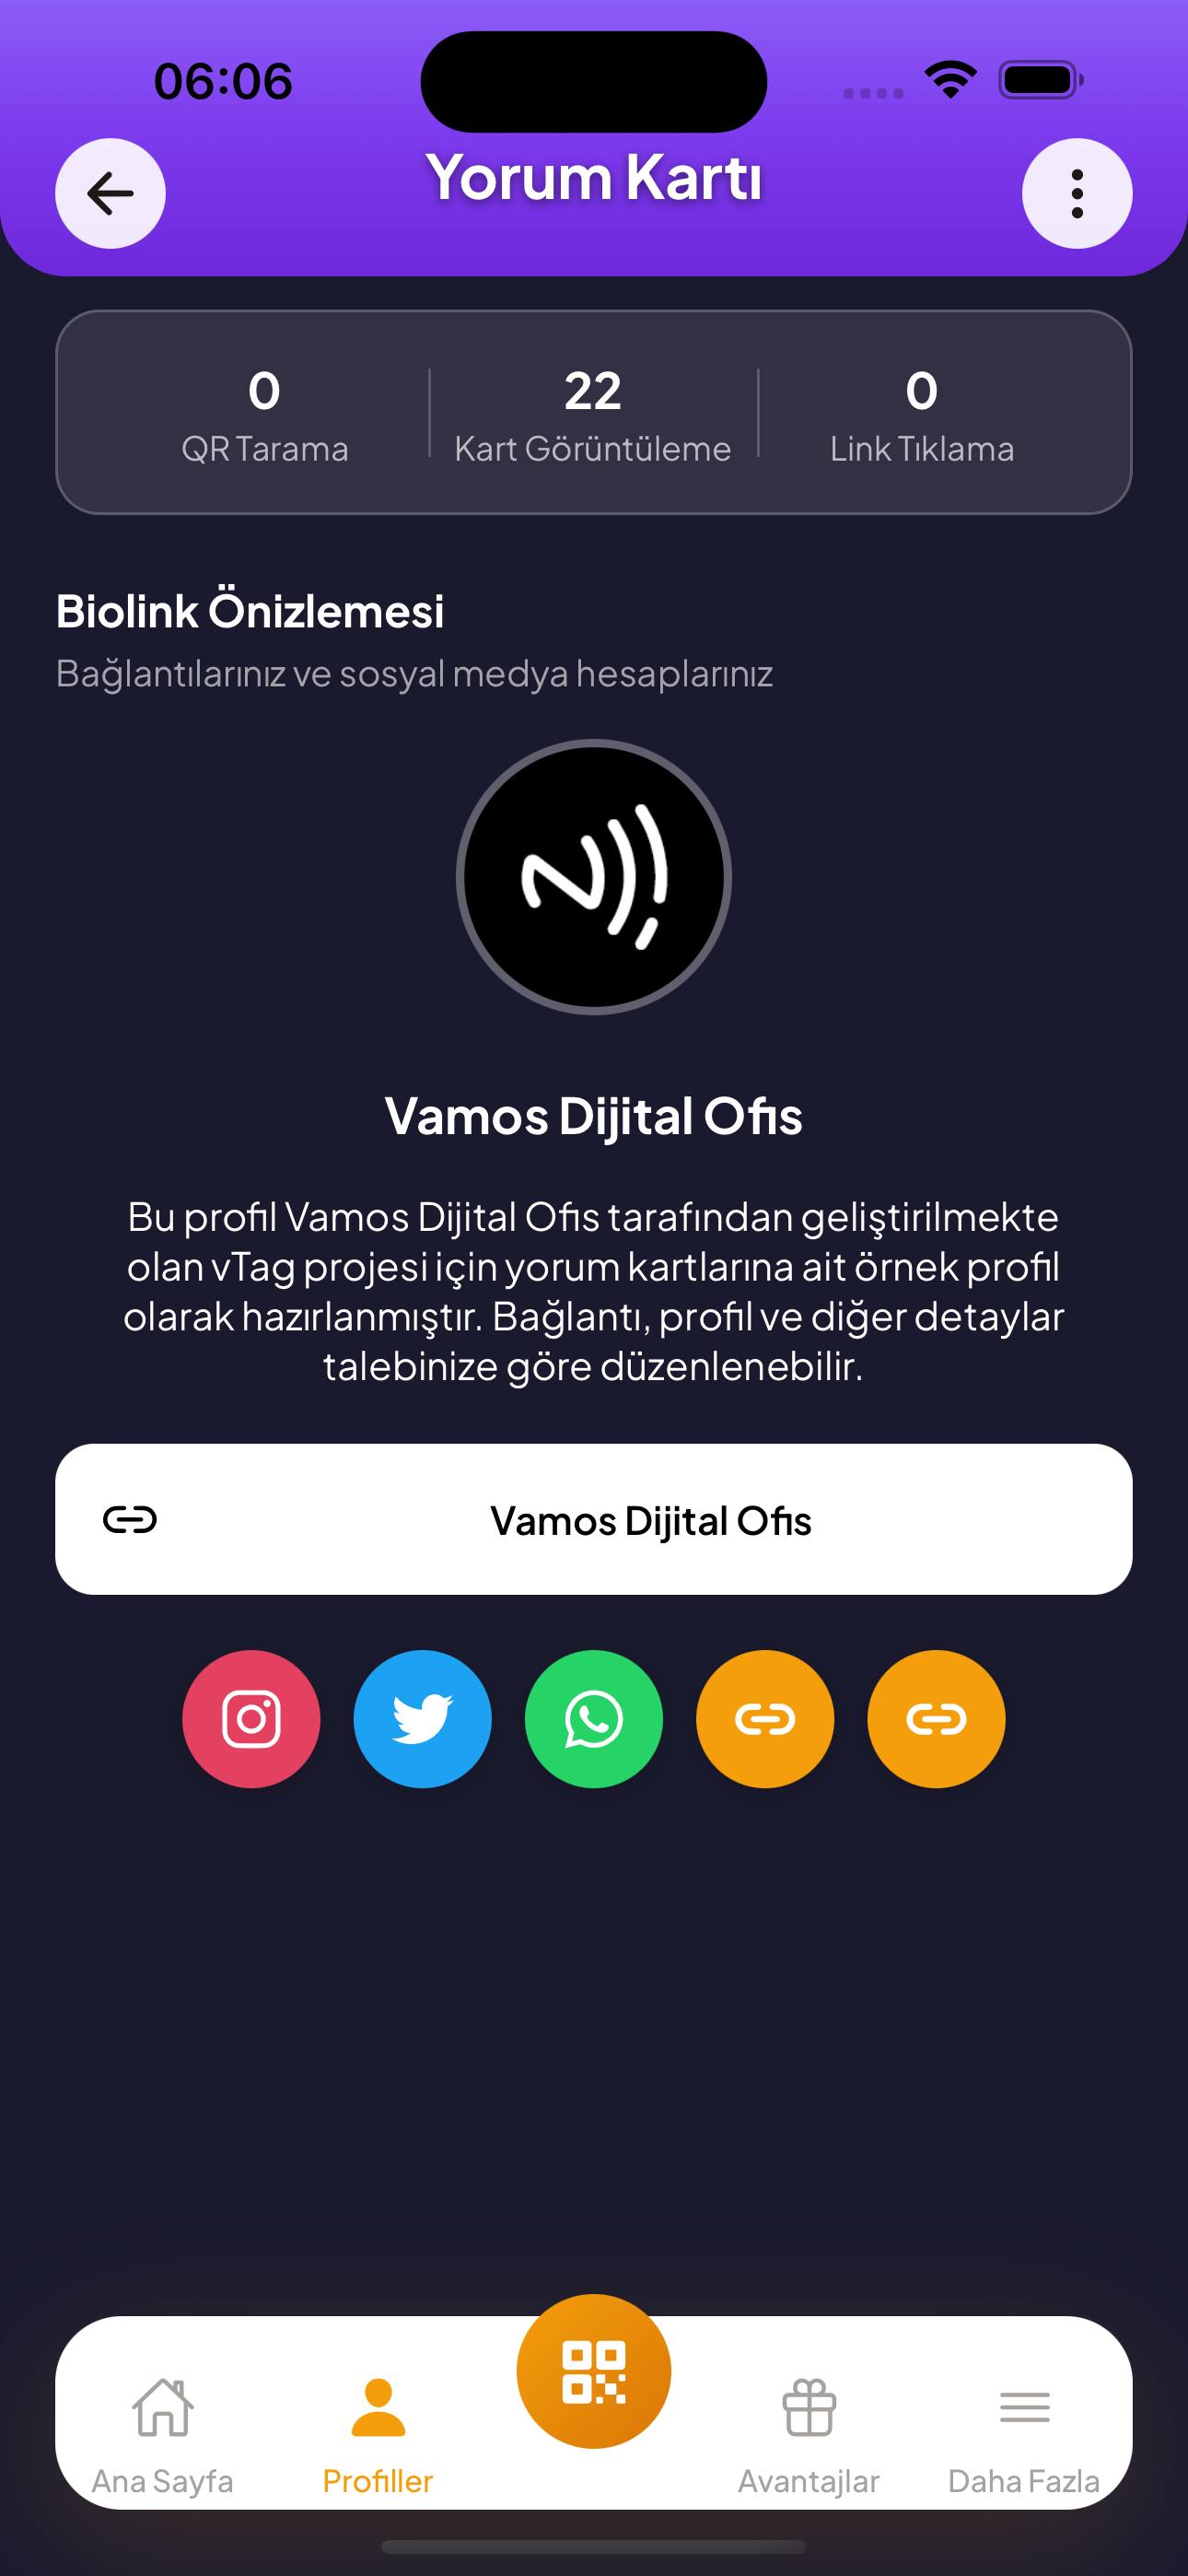 06:06
Yorum Kartı
0
QR Tarama
22
Kart Görüntüleme
0
Link Tıklama
Biolink Önizlemesi
Bağlantılarınız ve sosyal medya hesaplarınız
Vamos Dijital Ofis
Bu profil Vamos Dijital Ofis tarafından geliştirilmekte
olan vTag projesi için yorum kartlarına ait örnek profil
olarak hazırlanmıştır. Bağlantı, profil ve diğer detaylar
talebinize göre düzenlenebilir.
Vamos Dijital Ofis
Ana Sayfa
Profiller
Avantajlar
Daha Fazla